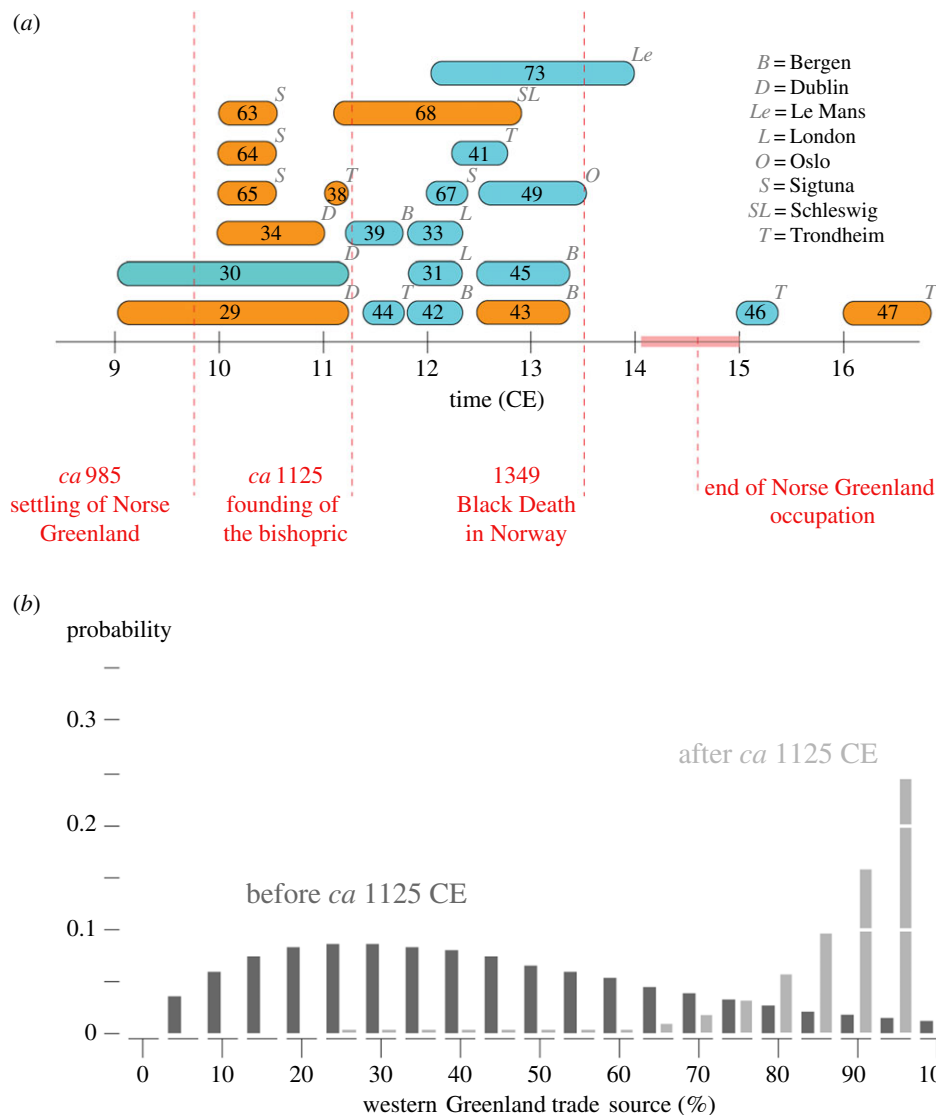 (a)
73 Le
63 S 68 SL
64 S 41 T
65 S 38 T 67 S 49 O
34 D 39 B 33 L
30 D 31 L 45 B
29 D 44 T 42 B 43 B 46 T 47 T
B = Bergen
D = Dublin
Le = Le Mans
L = London
O = Oslo
S = Sigtuna
SL = Schleswig
T = Trondheim
9 10 11 12 13 14 15 16
time (CE)
ca 985
settling of Norse
Greenland
ca 1125
founding of
the bishopric
1349
Black Death
in Norway
end of Norse Greenland
occupation
(b)
probability
0.3
0.2
0.1
0
after ca 1125 CE
before ca 1125 CE
0 10 20 30 40 50 60 70 80 90 10
western Greenland trade source (%)